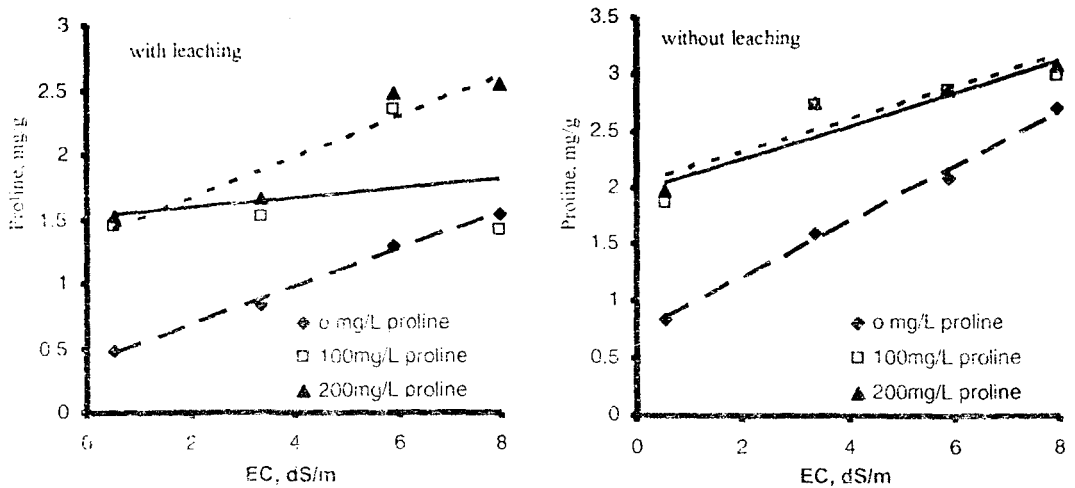 3
with leaching
2.5
2
1.5
1
0.5
0
Proline, mg/g
o mg/L proline
100mg/L proline
200mg/L proline
0 2 4 6 8
EC, dS/m
3.5
without leaching
3
2.5
2
1.5
1
0.5
0
Proline, mg/g
o mg/L proline
100mg/L proline
200mg/L proline
0 2 4 6 8
EC, dS/m